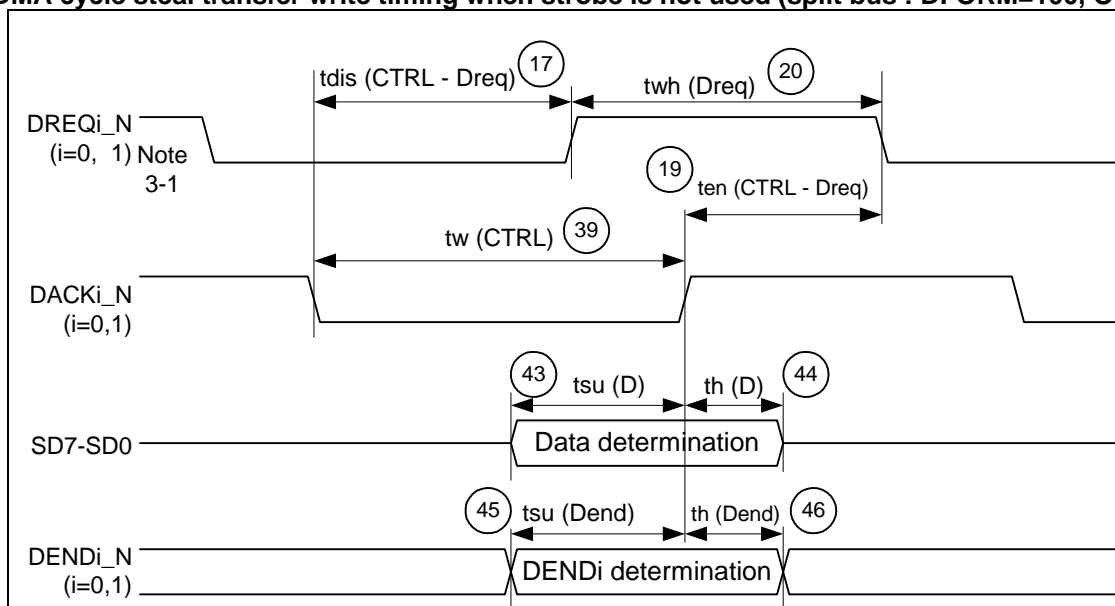 DMA cycle steal transfer write timing when strobe is not used (split bus : DFORM=100,
tdis (CTRL - Dreq) 17
twh (Dreq) 20
DREQi_N
(i=0, 1) Note
3-1
19
ten (CTRL - Dreq)
tw (CTRL) 39
DACKi_N
(i=0,1)
43 tsu (D)
th (D) 44
SD7-SD0
Data determination
45 tsu (Dend)
th (Dend) 46
DENDi_N
(i=0,1)
DENDi determination